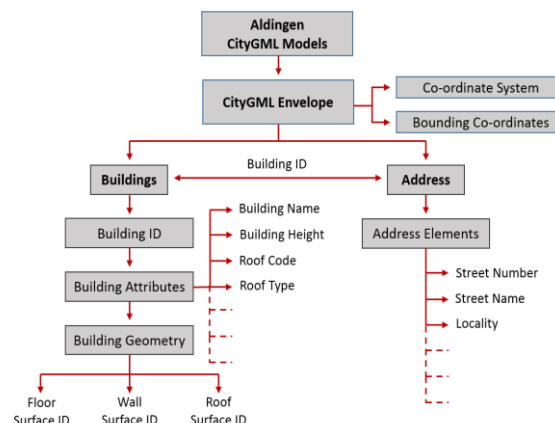 Aldingen
CityGML Models
CityGML Envelope
Co-ordinate System
Bounding Co-ordinates
Building ID
Buildings
Address
Building Name
Building ID
Address Elements
Building Height
Roof Code
Street Number
Building Attributes
Roof Type
Street Name
Locality
Building Geometry
Floor
Surface ID
Wall
Surface ID
Roof
Surface ID